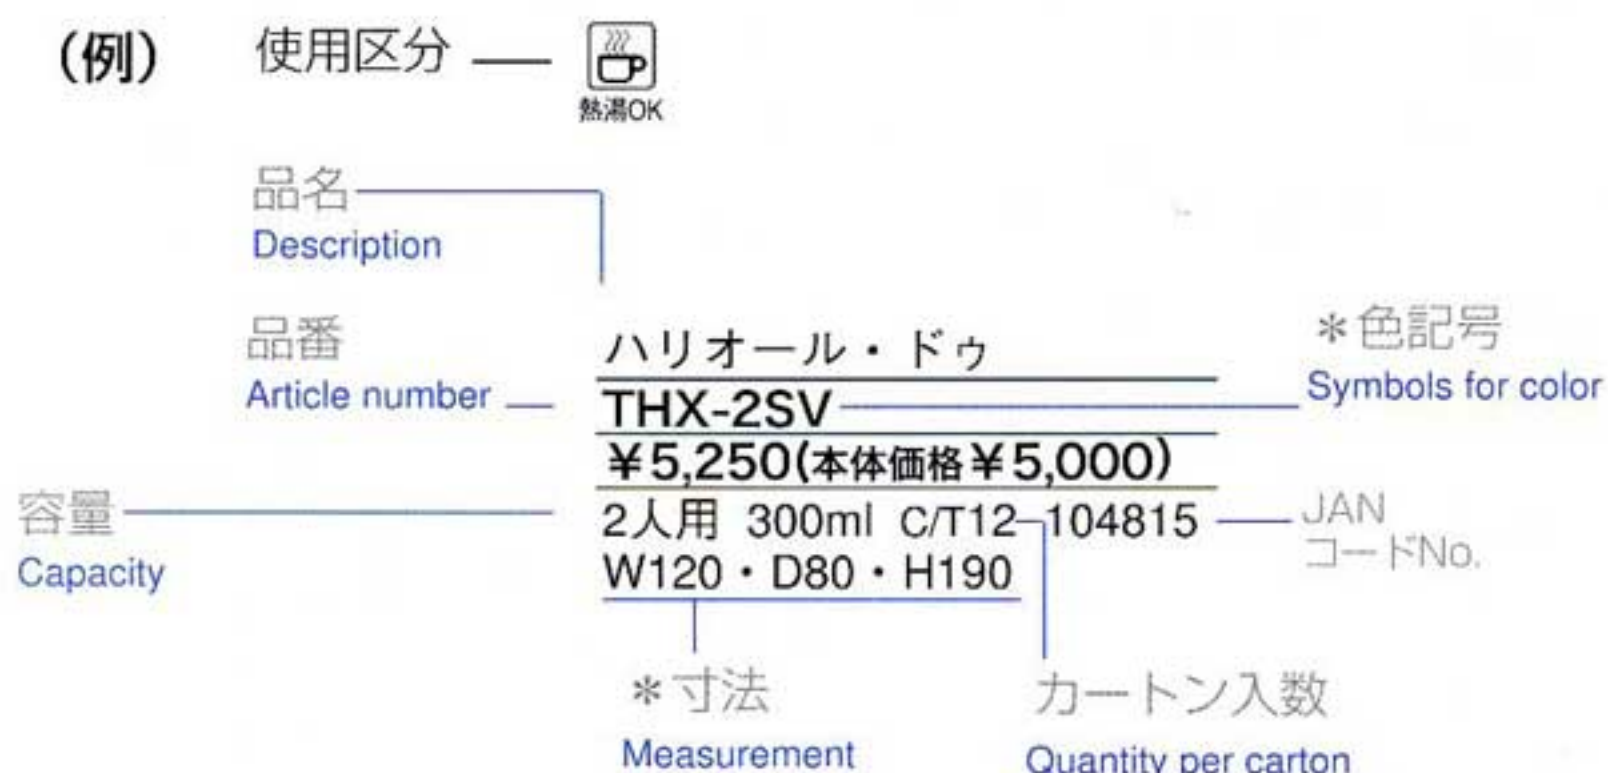 (例) 使用区分
熱湯OK
品名
Description
品番
Article number
ハリオール・ドゥ
THX-2SV
¥5,250(本体価格¥5,000)
2人用 300ml C/T12 104815
W120・D80・H190
*色記号
Symbols for color
容量
Capacity
JAN
コードNo.
*寸法
Measurement
カートン入数
Quantity per carton